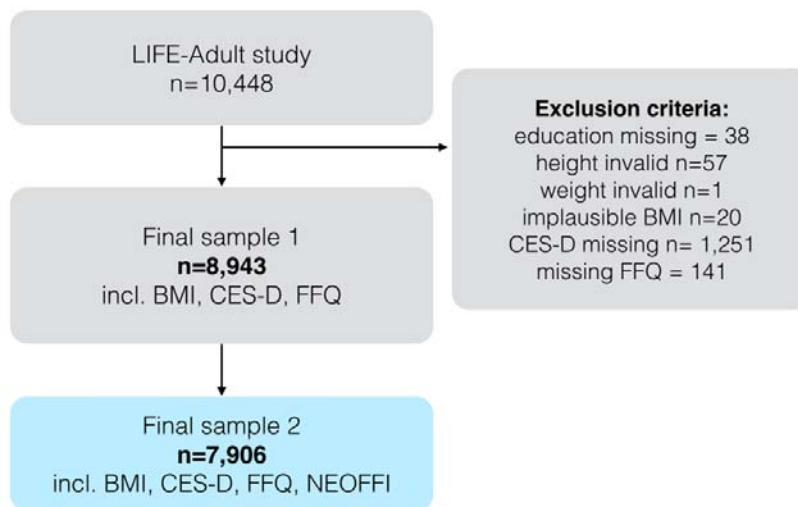 LIFE-Adult study
n=10,448
Exclusion criteria:
education missing = 38
height invalid n=57
weight invalid n=1
implausible BMI n=20
CES-D missing n= 1,251
missing FFQ = 141
Final sample 1
n=8,943
incl. BMI, CES-D, FFQ
Final sample 2
n=7,906
incl. BMI, CES-D, FFQ, NEOFFI